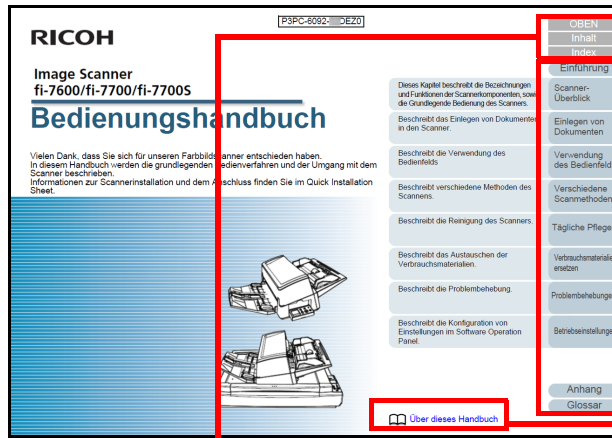 P3PC-6092- DEZ0
RICOH
Image Scanner
fi-7600/fi-7700/fi-7700S
Bedienungshandbuch
Vielen Dank, dass Sie sich für unseren Farbbildscanner entschieden haben.
In diesem Handbuch werden die grundlegenden Bedienverfahren und der Umgang mit dem
Scanner beschrieben.
Informationen zur Scannerinstallation und dem Anschluss finden Sie im Quick Installation
Sheet.
OBEN
Inhalt
Index
Einführung
Dieses Kapitel beschreibt die Bezeichnungen
und Funktionen der Scannerkomponenten, sowi
die Grundlegende Bedienung des Scanners.
Scanner-
Überblick
Beschreibt das Einlegen von Dokumenten
in den Scanner.
Einlegen von
Dokumenten
Beschreibt die Verwendung des
Bedienfelds
Verwendung
des Bedienfeld
Beschreibt verschiedene Methoden des
Scannens.
Verschiedene
Scanmethoden
Beschreibt die Reinigung des Scanners.
Tägliche Pflege
Beschreibt das Austauschen der
Verbrauchsmaterialien.
Verbrauchsmaterialie
ersetzen
Beschreibt die Problembehebung.
Problembehebunge
Beschreibt die Konfiguration von
Einstellungen im Software Operation
Panel.
Betriebseinstellunge
Anhang
Glossar
Über dieses Handbuch